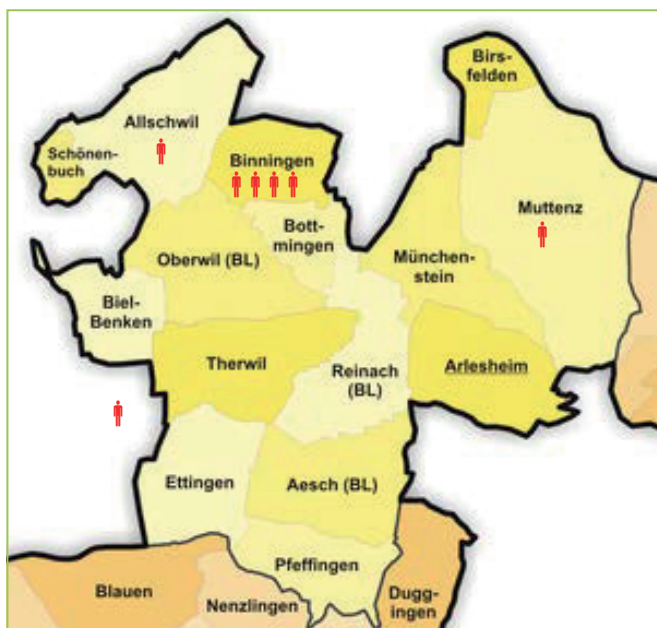 Birs-
felden
Allschwil
Schönen-
buch
Binningen
Muttenz
Bott-
mingen
Oberwil (BL)
München-
stein
Biel-
Benken
Therwil
Reinach
(BL)
Arlesheim
Ettingen
Aesch (BL)
Pfeffingen
Blauen
Nenzlingen
Dugg-
ingen